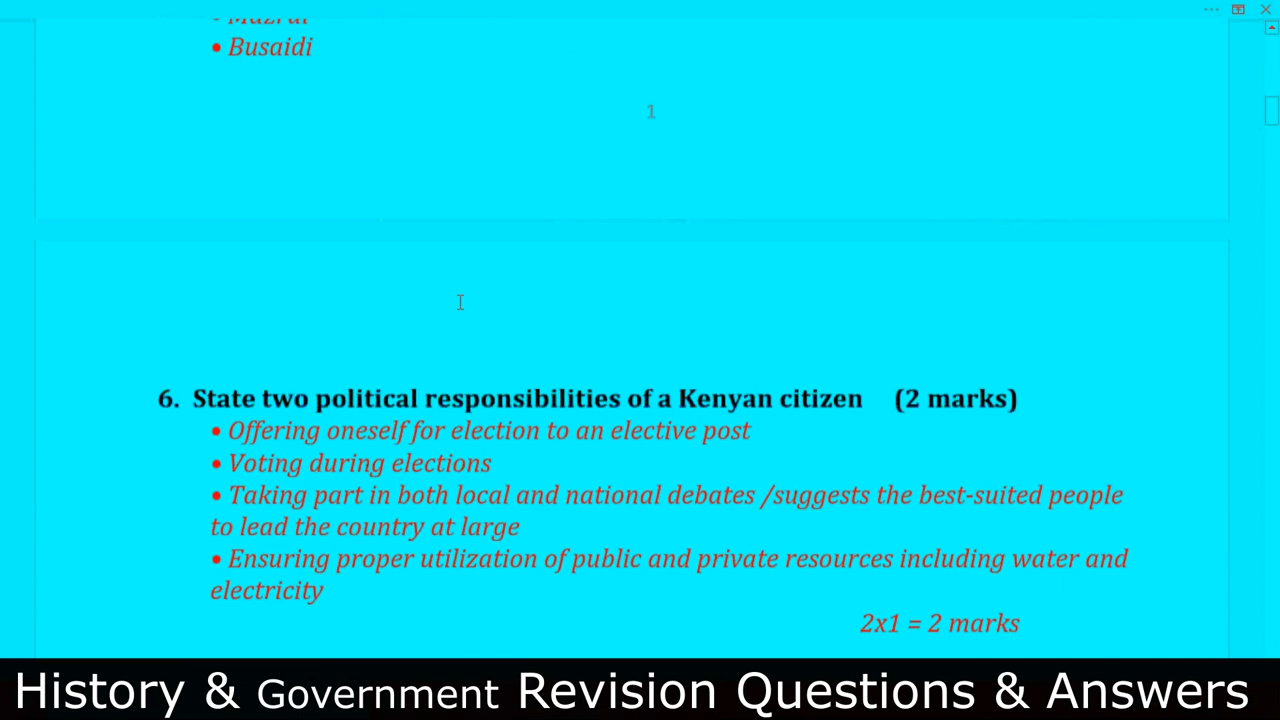 • Mazrui
• Busaidi
1
6. State two political responsibilities of a Kenyan citizen (2 marks)
• Offering oneself for election to an elective post
• Voting during elections
• Taking part in both local and national debates /suggests the best-suited people
to lead the country at large
• Ensuring proper utilization of public and private resources including water and
electricity
2x1 = 2 marks
History & Government Revision Questions & Answers